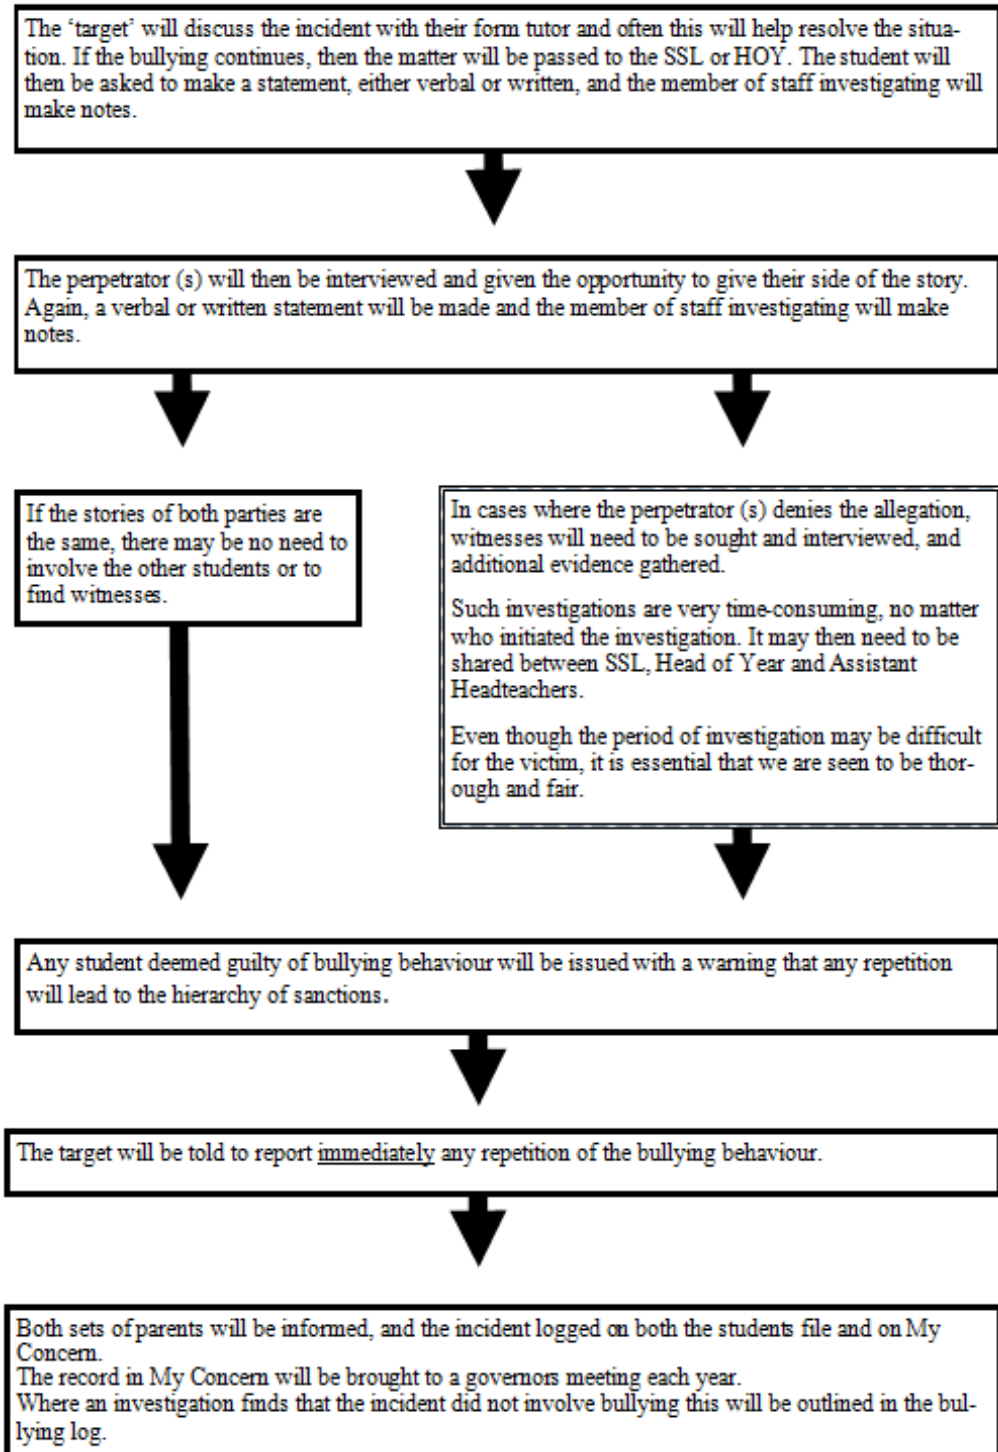 The ‘target’ will discuss the incident with their form tutor and often this will help resolve the situa-
tion. If the bullying continues, then the matter will be passed to the SSL or HOY. The student will
then be asked to make a statement, either verbal or written, and the member of staff investigating will
make notes.
The perpetrator (s) will then be interviewed and given the opportunity to give their side of the story.
Again, a verbal or written statement will be made and the member of staff investigating will make
notes.
If the stories of both parties are
the same, there may be no need to
involve the other students or to
find witnesses.
In cases where the perpetrator (s) denies the allegation,
witnesses will need to be sought and interviewed, and
additional evidence gathered.
Such investigations are very time-consuming, no matter
who initiated the investigation. It may then need to be
shared between SSL, Head of Year and Assistant
Headteachers.
Even though the period of investigation may be difficult
for the victim, it is essential that we are seen to be thor-
ough and fair.
Any student deemed guilty of bullying behaviour will be issued with a warning that any repetition
will lead to the hierarchy of sanctions.
The target will be told to report immediately any repetition of the bullying behaviour.
Both sets of parents will be informed, and the incident logged on both the students file and on My
Concern.
The record in My Concern will be brought to a governors meeting each year.
Where an investigation finds that the incident did not involve bullying this will be outlined in the bul-
lying log.